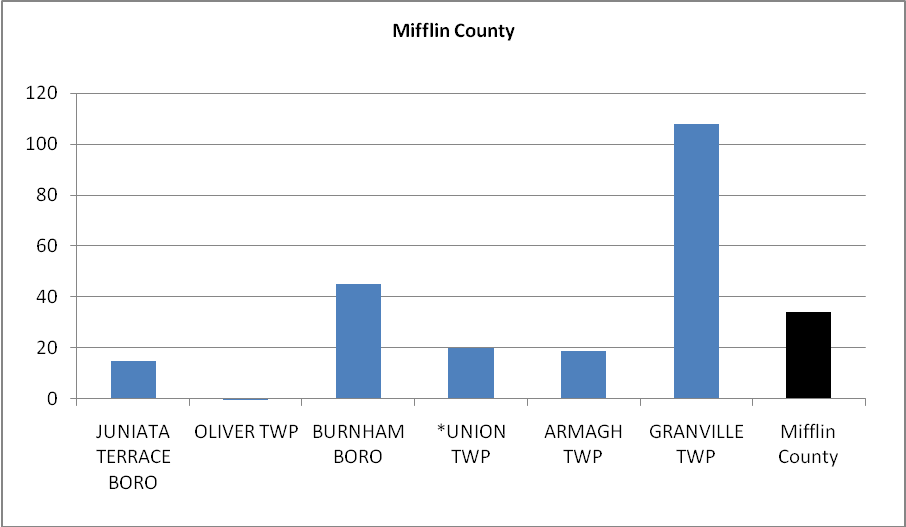 Mifflin County
120
100
80
60
40
20
0
JUNIATA
TERRACE
BORO
OLIVER TWP
BURNHAM
BORO
*UNION
TWP
ARMAGH
TWP
GRANVILLE
TWP
Mifflin
County